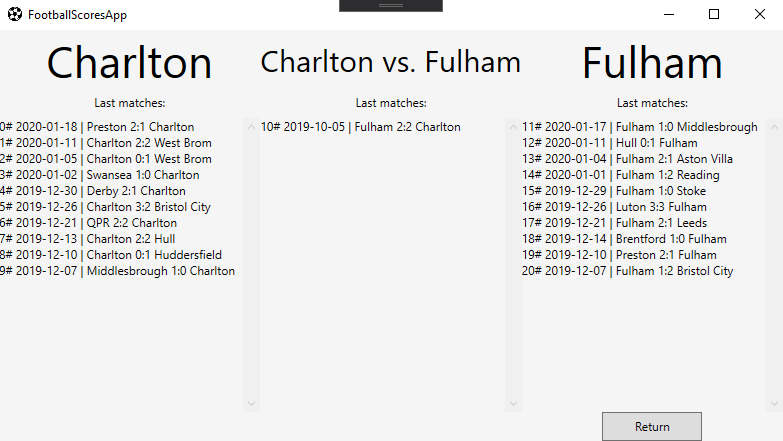 FootballScoresApp
Charlton
Last matches:
0# 2020-01-18 | Preston 2:1 Charlton
1# 2020-01-11 | Charlton 2:2 West Brom
2# 2020-01-05 | Charlton 0:1 West Brom
3# 2020-01-02 | Swansea 1:0 Charlton
4# 2019-12-30 | Derby 2:1 Charlton
5# 2019-12-26 | Charlton 3:2 Bristol City
6# 2019-12-21 | QPR 2:2 Charlton
7# 2019-12-13 | Charlton 2:2 Hull
8# 2019-12-10 | Charlton 0:1 Huddersfield
9# 2019-12-07 | Middlesbrough 1:0 Charlton
Charlton vs. Fulham
Last matches:
10# 2019-10-05 | Fulham 2:2 Charlton
Fulham
Last matches:
11# 2020-01-17 | Fulham 1:0 Middlesbrough
12# 2020-01-11 | Hull 0:1 Fulham
13# 2020-01-04 | Fulham 2:1 Aston Villa
14# 2020-01-01 | Fulham 1:2 Reading
15# 2019-12-29 | Fulham 1:0 Stoke
16# 2019-12-26 | Luton 3:3 Fulham
17# 2019-12-21 | Fulham 2:1 Leeds
18# 2019-12-14 | Brentford 1:0 Fulham
19# 2019-12-10 | Preston 2:1 Fulham
20# 2019-12-07 | Fulham 1:2 Bristol City
Return